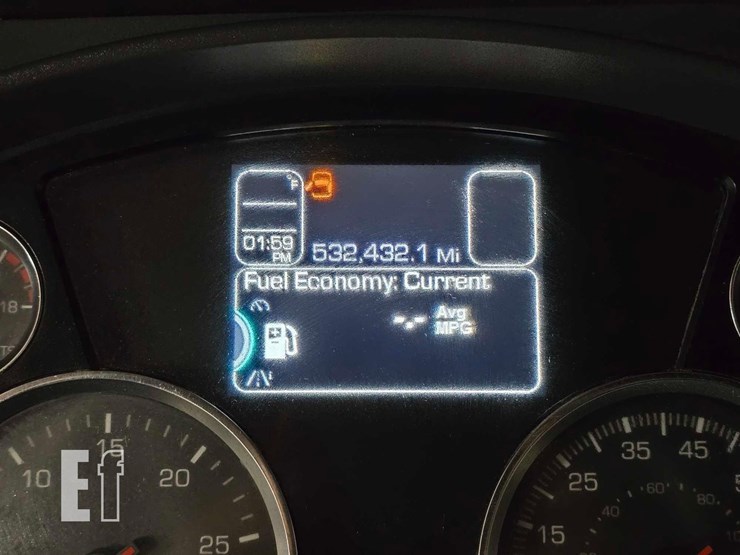 °F
01:59
PM
532,432.1 Mi
Fuel Economy: Current
-.- Avg
MPG
18
10 15 20 25
15 25 35 45
40 60 80
EI